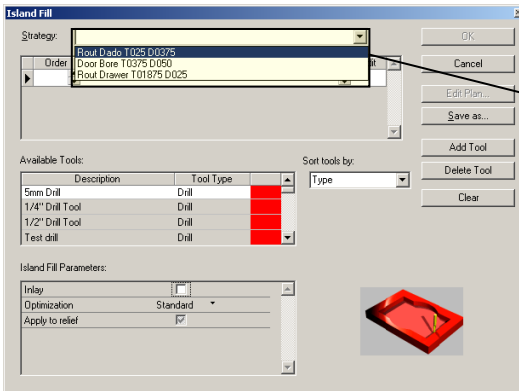 Island Fill
Strategy:
OK
Rout Dado T025 D0375
Door Bore T0375 D050
Rout Drawer T01875 D025
Order
Cancel
Edit Plan...
Save as...
Available Tools:
Sort tools by:
Add Tool
Description Tool Type
Type
Delete Tool
5mm Drill Drill
1/4" Drill Tool Drill
Clear
1/2" Drill Tool Drill
Test drill Drill
Island Fill Parameters:
Inlay
Optimization Standard
Apply to relief